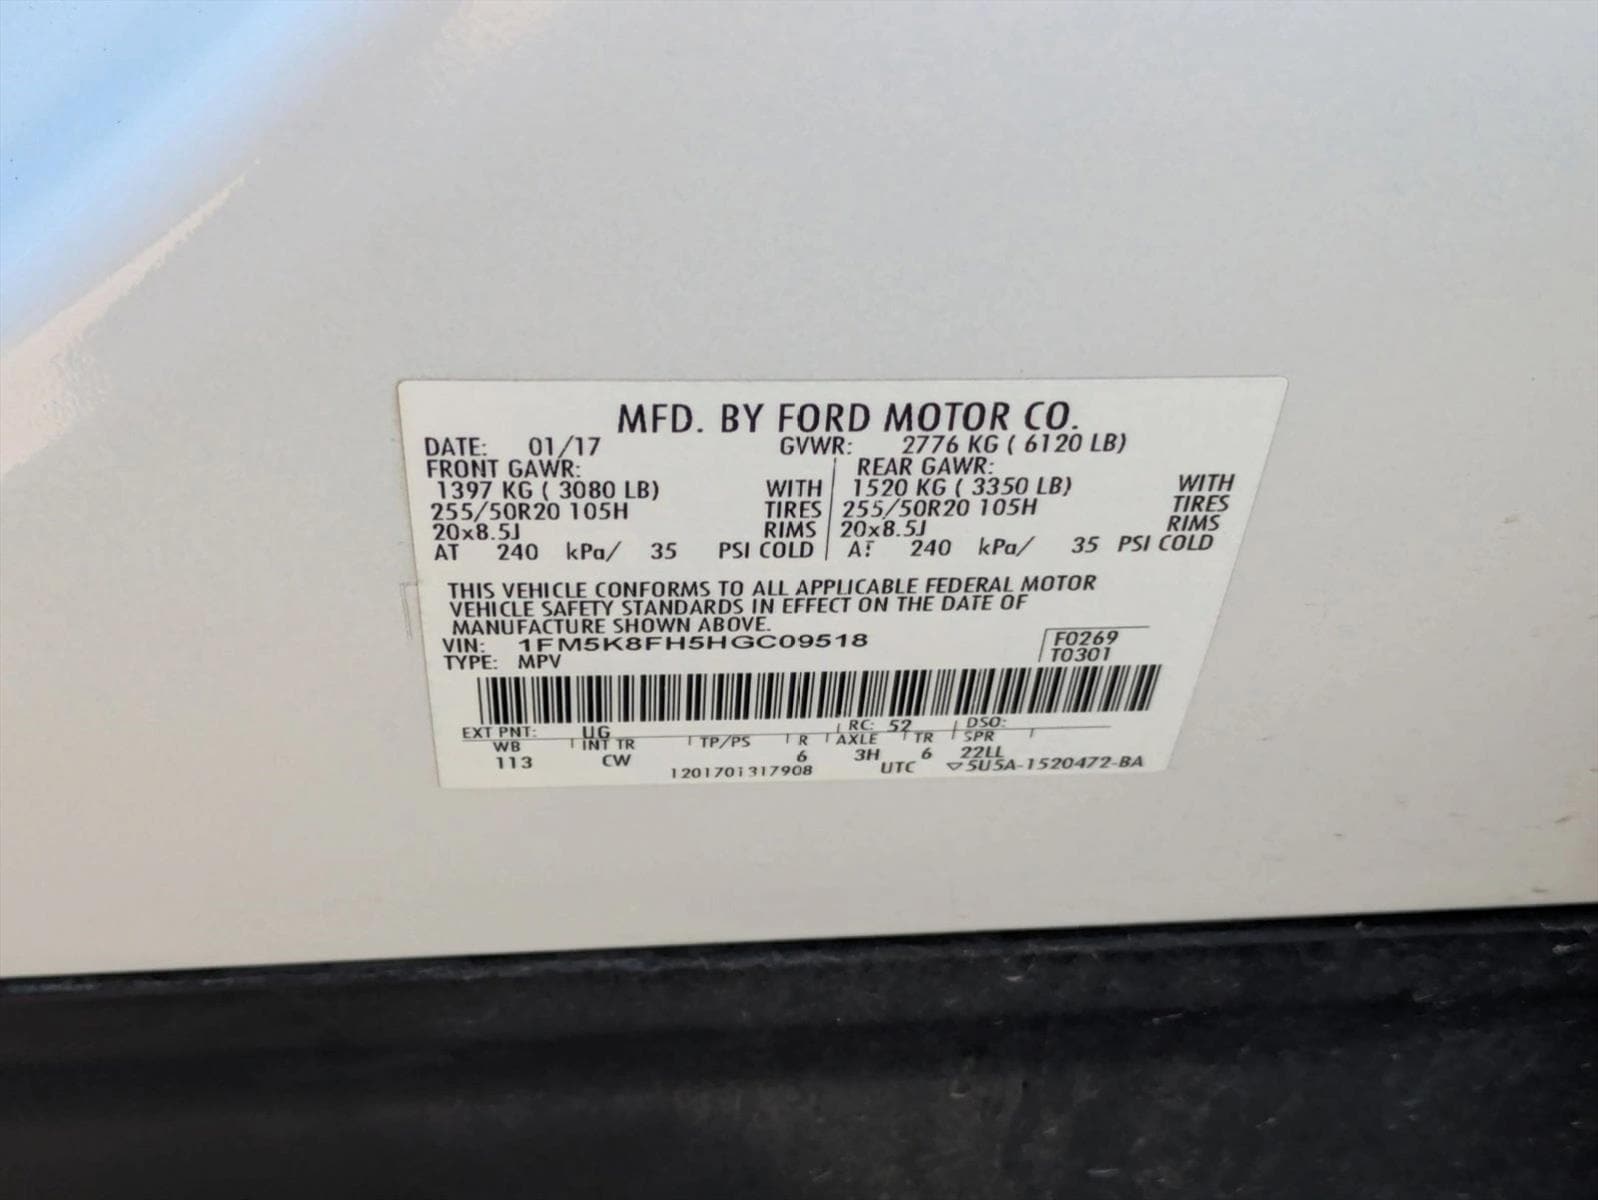 MFD. BY FORD MOTOR CO.
DATE: 01/17 GVWR: 2776 KG ( 6120 LB)
FRONT GAWR: REAR GAWR:
1397 KG ( 3080 LB) WITH 1520 KG ( 3350 LB) WITH
255/50R20 105H TIRES 255/50R20 105H TIRES
20x8.5J RIMS 20x8.5J RIMS
AT 240 kPa/ 35 PSI COLD AT 240 kPa/ 35 PSI COLD
THIS VEHICLE CONFORMS TO ALL APPLICABLE FEDERAL MOTOR
VEHICLE SAFETY STANDARDS IN EFFECT ON THE DATE OF
MANUFACTURE SHOWN ABOVE.
VIN: 1FM5K8FH5HGC09518 F0269
TYPE: MPV T0301
EXT PNT: UG RC: 52 DSO:
WB INT TR TP/PS R AXLE TR SPR
113 CW 6 3H 6 22LL
1201701317908 UTC ▽5U5A-1520472-BA